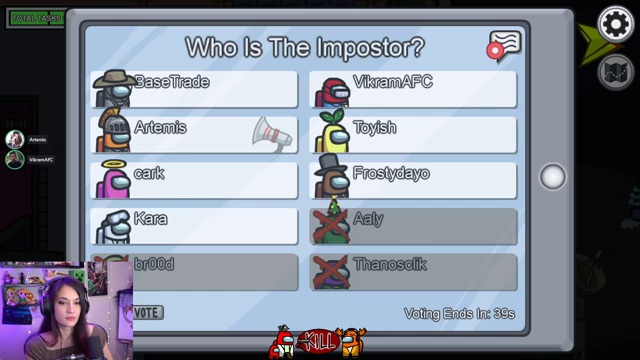 TOTAL TASKS
Who Is The Impostor?
BaseTrade
VikramAFC
Artemis
Toyish
cark
Frostydayo
Kara
Aaly
br00d
Thanosclik
Artemis
VikramAFC
VOTE
Voting Ends In: 39s
KILL